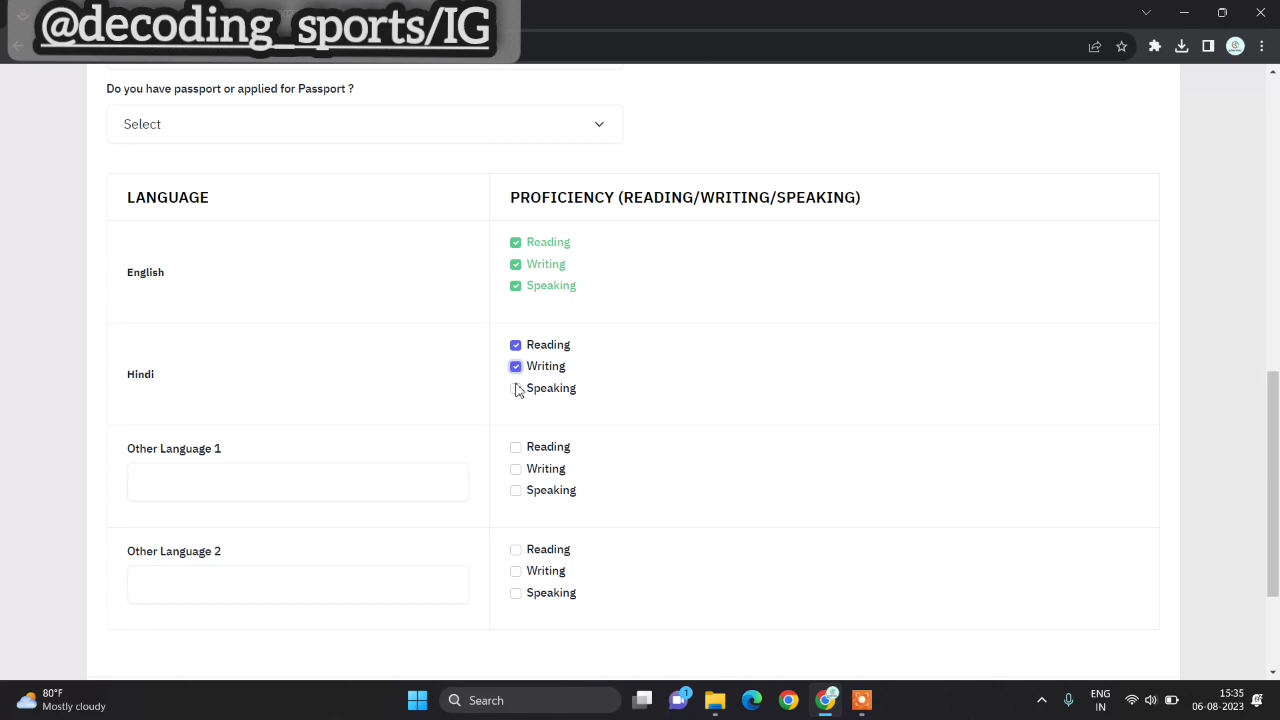 @decoding_sports/IG
Do you have passport or applied for Passport ?
Select
LANGUAGE
PROFICIENCY (READING/WRITING/SPEAKING)
English
Reading
Writing
Speaking
Hindi
Reading
Writing
Speaking
Other Language 1
Reading
Writing
Speaking
Other Language 2
Reading
Writing
Speaking
80°F
Mostly cloudy
Search
1
ENG
IN
15:35
06-08-2023